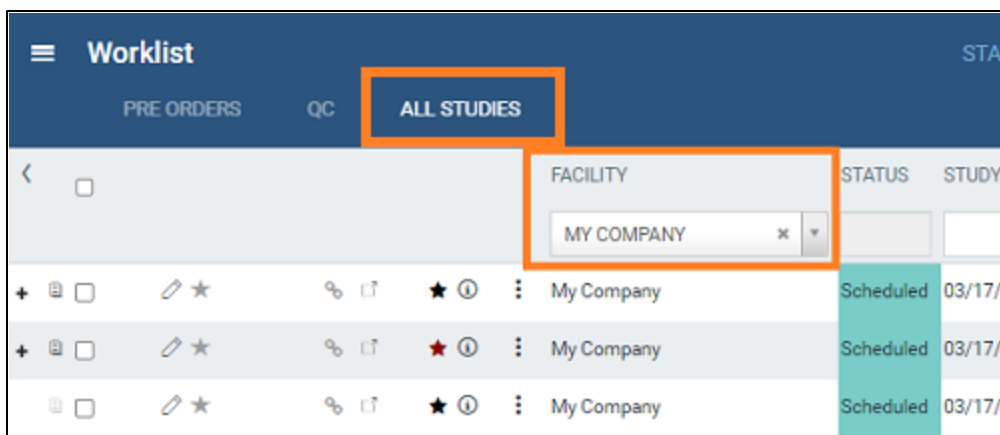 Worklist
STA
PRE ORDERS QC ALL STUDIES
FACILITY STATUS STUDY
MY COMPANY
My Company Scheduled 03/17/
My Company Scheduled 03/17/
My Company Scheduled 03/17/